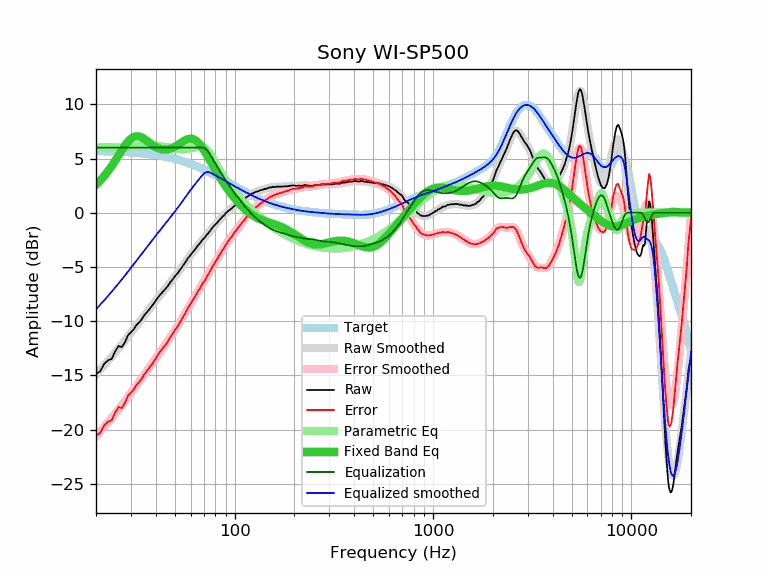 Sony WI-SP500
Amplitude (dBr)
10
5
0
−5
−10
−15
−20
−25
Target
Raw Smoothed
Error Smoothed
Raw
Error
Parametric Eq
Fixed Band Eq
Equalization
Equalized smoothed
100
1000
10000
Frequency (Hz)